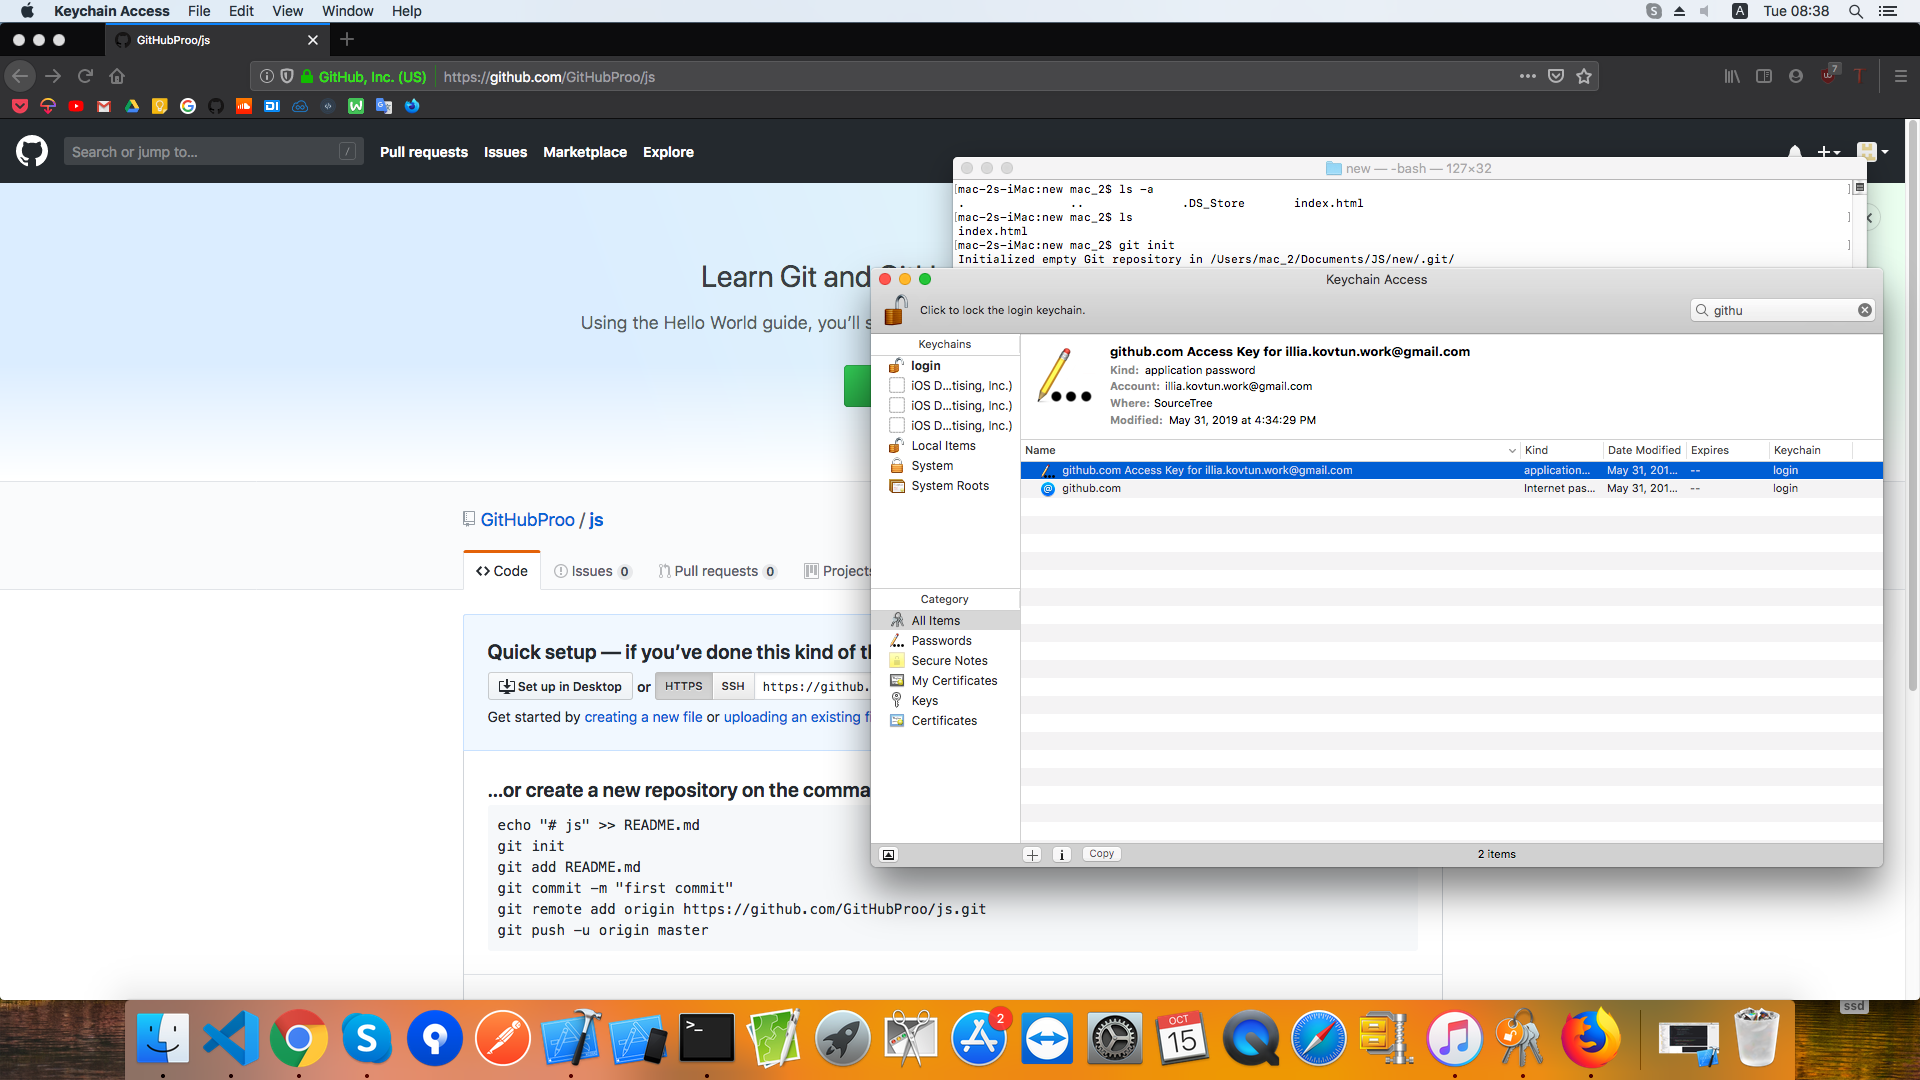 Keychain Access File Edit View Window Help
S A Tue 08:38
GitHubProo/js
GitHub, Inc. (US) https://github.com/GitHubProo/js
7
Search or jump to... /
Pull requests Issues Marketplace Explore
new — -bash — 127×32
[mac-2s-iMac:new mac_2$ ls -a ]
. .. .DS_Store index.html
[mac-2s-iMac:new mac_2$ ls ]
index.html
[mac-2s-iMac:new mac_2$ git init ]
Initialized empty Git repository in /Users/mac_2/Documents/JS/new/.git/
Learn Git and
Using the Hello World guide, you'll s
Keychain Access
Click to lock the login keychain.
githu
Keychains
login
iOS D...tising, Inc.)
iOS D...tising, Inc.)
iOS D...tising, Inc.)
Local Items
System
System Roots
github.com Access Key for illia.kovtun.work@gmail.com
Kind: application password
Account: illia.kovtun.work@gmail.com
Where: SourceTree
Modified: May 31, 2019 at 4:34:29 PM
Name Kind Date Modified Expires Keychain
github.com Access Key for illia.kovtun.work@gmail.com application... May 31, 201... -- login
github.com Internet pas... May 31, 201... -- login
Category
All Items
Passwords
Secure Notes
My Certificates
Keys
Certificates
Copy
2 items
GitHubProo / js
Code Issues 0 Pull requests 0 Projects
Quick setup — if you've done this kind of th
Set up in Desktop or HTTPS SSH https://github.
Get started by creating a new file or uploading an existing fi
...or create a new repository on the comma
echo "# js" >> README.md
git init
git add README.md
git commit -m "first commit"
git remote add origin https://github.com/GitHubProo/js.git
git push -u origin master
ssd
2
OCT
15